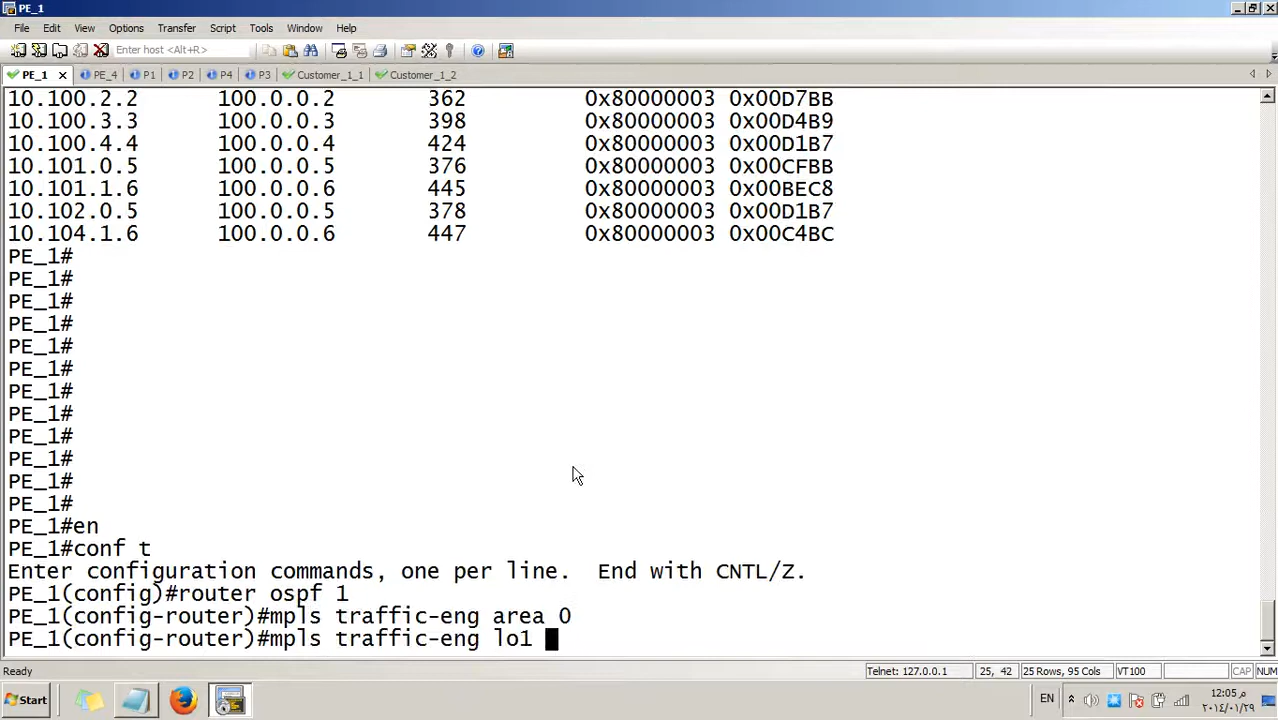 PE_1
File Edit View Options Transfer Script Tools Window Help
Enter host <Alt+R>
PE_1 PE_4 P1 P2 P4 P3 Customer_1_1 Customer_1_2
10.100.2.2 100.0.0.2 362 0x80000003 0x00D7BB
10.100.3.3 100.0.0.3 398 0x80000003 0x00D4B9
10.100.4.4 100.0.0.4 424 0x80000003 0x00D1B7
10.101.0.5 100.0.0.5 376 0x80000003 0x00CFBB
10.101.1.6 100.0.0.6 445 0x80000003 0x00BEC8
10.102.0.5 100.0.0.5 378 0x80000003 0x00D1B7
10.104.1.6 100.0.0.6 447 0x80000003 0x00C4BC
PE_1#
PE_1#
PE_1#
PE_1#
PE_1#
PE_1#
PE_1#
PE_1#
PE_1#
PE_1#
PE_1#
PE_1#
PE_1#en
PE_1#conf t
Enter configuration commands, one per line. End with CNTL/Z.
PE_1(config)#router ospf 1
PE_1(config-router)#mpls traffic-eng area 0
PE_1(config-router)#mpls traffic-eng lo1
Ready Telnet: 127.0.0.1 25, 42 25 Rows, 95 Cols VT100 CAP NUM
Start EN 12:05 م
٢٠١٤/٠١/٢٩